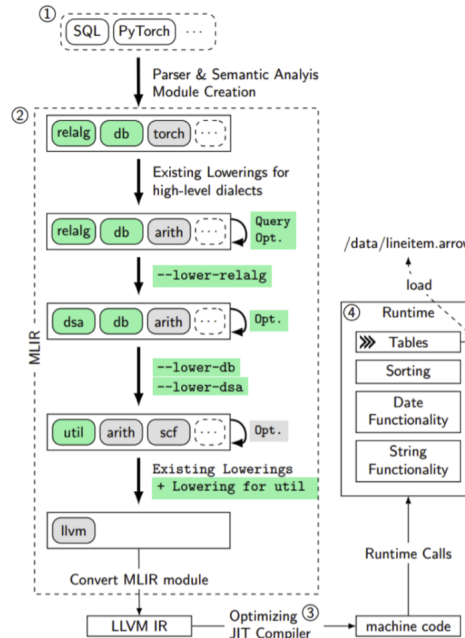 ①
SQL PyTorch ...
Parser & Semantic Analyis
Module Creation
②
relalg db torch ...
Existing Lowerings for
high-level dialects
relalg db arith ...
Query
Opt.
--lower-relalg
dsa db arith ...
Opt.
MLIR
--lower-db
--lower-dsa
util arith scf ...
Opt.
Existing Lowerings
+ Lowering for util
llvm
Convert MLIR module
LLVM IR
Optimizing ③
JIT Compiler
machine code
Runtime Calls
/data/lineitem.arrow
load
④ Runtime
Tables
Sorting
Date
Functionality
String
Functionality